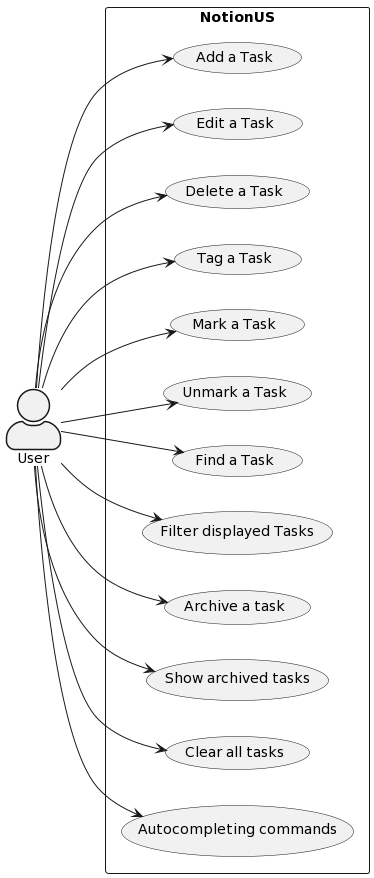 NotionUS
Add a Task
Edit a Task
Delete a Task
Tag a Task
Mark a Task
Unmark a Task
User
Find a Task
Filter displayed Tasks
Archive a task
Show archived tasks
Clear all tasks
Autocompleting commands